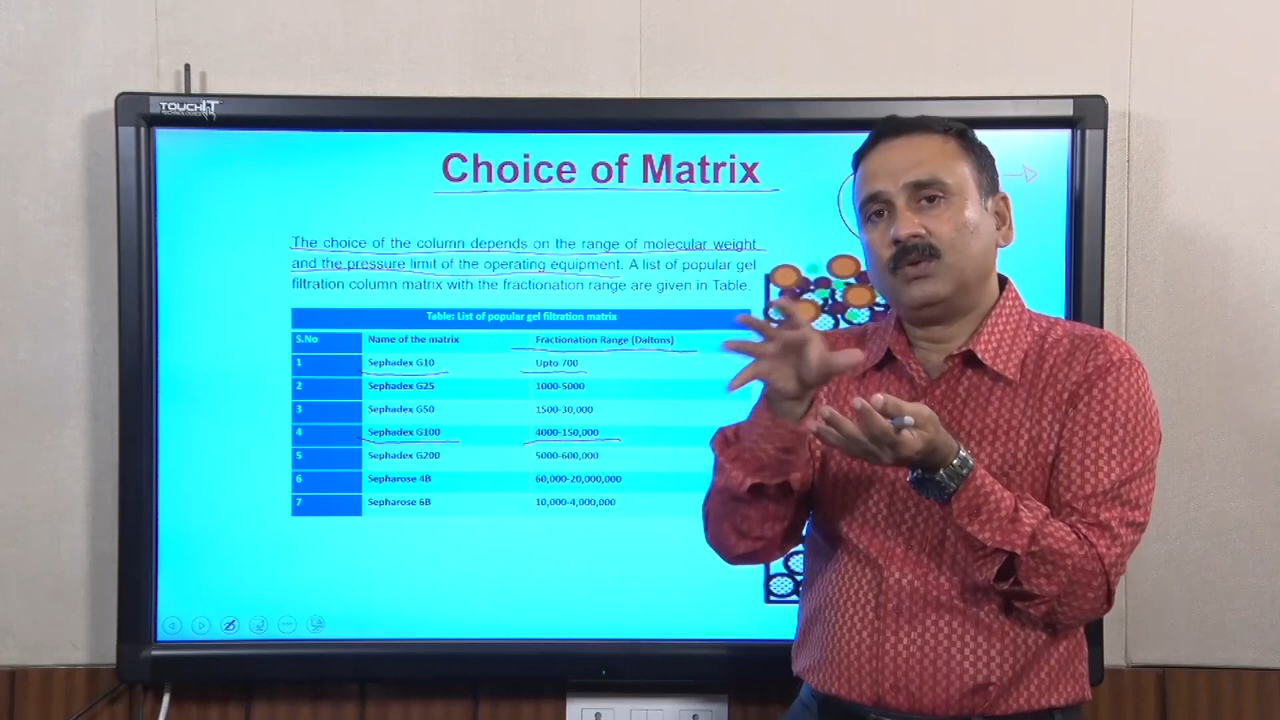 TOUCHIT
TECHNOLOGIES
Choice of Matrix
The choice of the column depends on the range of molecular weight
and the pressure limit of the operating equipment. A list of popular gel
filtration column matrix with the fractionation range are given in Table.
Table: List of popular gel filtration matrix
S.No Name of the matrix Fractionation Range (Daltons)
1 Sephadex G10 Upto 700
2 Sephadex G25 1000-5000
3 Sephadex G50 1500-30,000
4 Sephadex G100 4000-150,000
5 Sephadex G200 5000-600,000
6 Sepharose 4B 60,000-20,000,000
7 Sepharose 6B 10,000-4,000,000